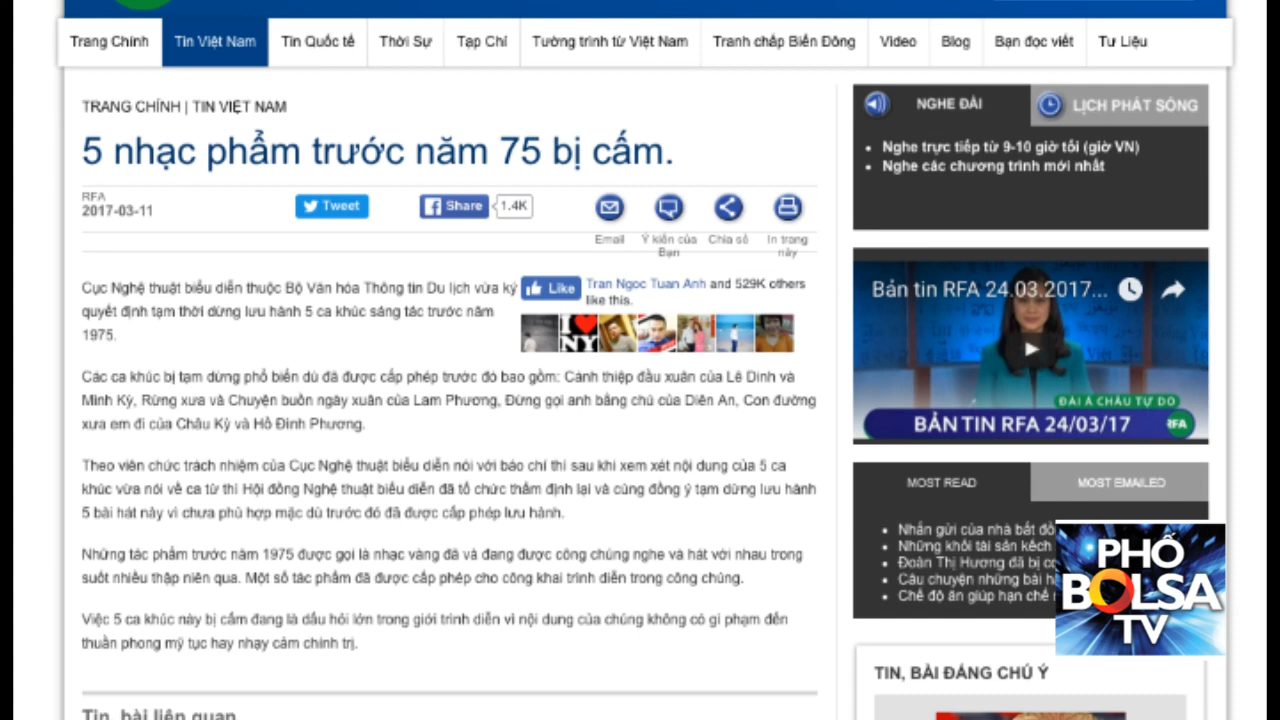 Trang Chính Tin Việt Nam Tin Quốc tế Thời Sự Tạp Chí Tường trình từ Việt Nam Tranh chấp Biển Đông Video Blog Bạn đọc viết Tư Liệu
TRANG CHÍNH | TIN VIỆT NAM
5 nhạc phẩm trước năm 75 bị cấm.
RFA
2017-03-11
Tweet
Share 1.4K
Email Ý kiến của Bạn Chia sẻ In trang này
Cục Nghệ thuật biểu diễn thuộc Bộ Văn hóa Thông tin Du lịch vừa ký
quyết định tạm thời dừng lưu hành 5 ca khúc sáng tác trước năm
1975.
Like Tran Ngoc Tuan Anh and 529K others
like this.
I NY
Các ca khúc bị tạm dừng phổ biến dù đã được cấp phép trước đó bao gồm: Cánh thiệp đầu xuân của Lê Dinh và
Minh Kỳ, Rừng xưa và Chuyện buồn ngày xuân của Lam Phương, Đừng gọi anh bằng chú của Diên An, Con đường
xưa em đi của Châu Kỳ và Hồ Đình Phương.
Theo viên chức trách nhiệm của Cục Nghệ thuật biểu diễn nói với báo chí thì sau khi xem xét nội dung của 5 ca
khúc vừa nói về ca từ thì Hội đồng Nghệ thuật biểu diễn đã tổ chức thẩm định lại và cùng đồng ý tạm dừng lưu hành
5 bài hát này vì chưa phù hợp mặc dù trước đó đã được cấp phép lưu hành.
Những tác phẩm trước năm 1975 được gọi là nhạc vàng đã và đang được công chúng nghe và hát với nhau trong
suốt nhiều thập niên qua. Một số tác phẩm đã được cấp phép cho công khai trình diễn trong công chúng.
Việc 5 ca khúc này bị cấm đang là dấu hỏi lớn trong giới trình diễn vì nội dung của chúng không có gì phạm đến
thuần phong mỹ tục hay nhạy cảm chính trị.
Tin, bài liên quan
NGHE ĐÀI LỊCH PHÁT SÓNG
Nghe trực tiếp từ 9-10 giờ tối (giờ VN)
Nghe các chương trình mới nhất
Bản tin RFA 24.03.2017...
ĐÀI Á CHÂU TỰ DO
BẢN TIN RFA 24/03/17 RFA
MOST READ MOST EMAILED
Nhắn gửi của nhà bất
Những khối tài sản kếch
Đoàn Thị Hương đã bị
Câu chuyện những bài
Chế độ ăn giúp hạn chế
PHỐ
BOLSA
TV
TIN, BÀI ĐÁNG CHÚ Ý